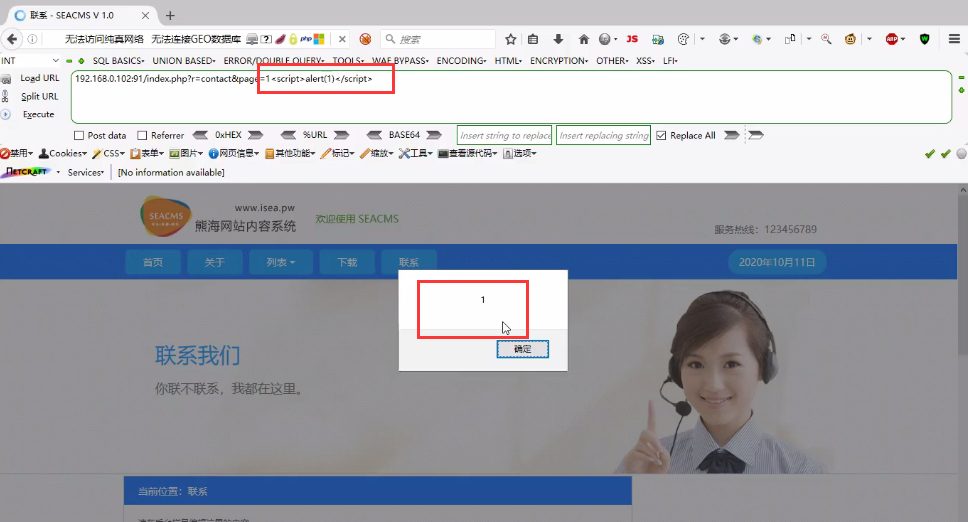 联系 - SEACMS V 1.0
无法访问纯真网络 无法连接GEO数据库 php 搜索 JS ABP
INT SQL BASICS UNION BASED ERROR/DOUBLE QUERY TOOLS WAF BYPASS ENCODING HTML ENCRYPTION OTHER XSS LFI
Load URL 192.168.0.102:91/index.php?r=contact&page=1<script>alert(1)</script>
Split URL
Execute
Post data Referrer 0xHEX %URL BASE64 Insert string to replace Insert replacing string Replace All
禁用 Cookies CSS 表单 图片 网页信息 其他功能 标记 缩放 工具 查看源代码 选项
NETCRAFT Services [No information available]
SEACMS www.isea.pw
熊海网站内容系统 欢迎使用 SEACMS
服务热线：123456789
首页 关于 列表 下载 联系 2020年10月11日
1
确定
联系我们
你联不联系，我都在这里。
当前位置：联系